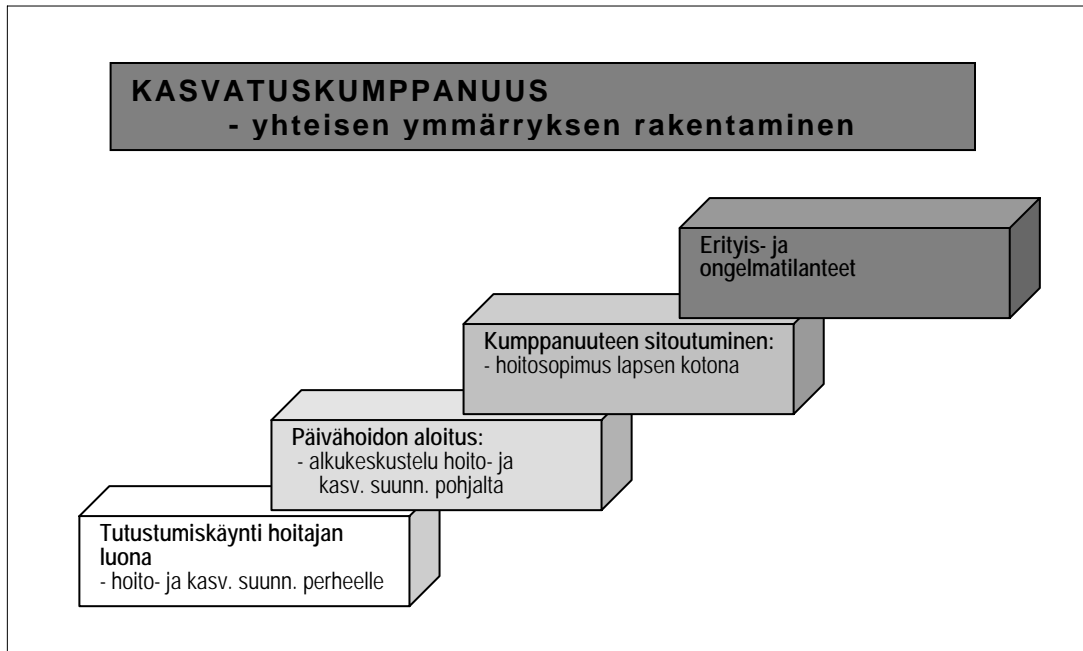 KASVATUSKUMPPANUUS
- yhteisen ymmärryksen rakentaminen
Erityis- ja
ongelmatilanteet
Kumppanuuteen sitoutuminen:
- hoitosopimus lapsen kotona
Päivähoidon aloitus:
- alkukeskustelu hoito- ja
kasv. suunn. pohjalta
Tutustumiskäynti hoitajan
luona
- hoito- ja kasv. suunn. perheelle